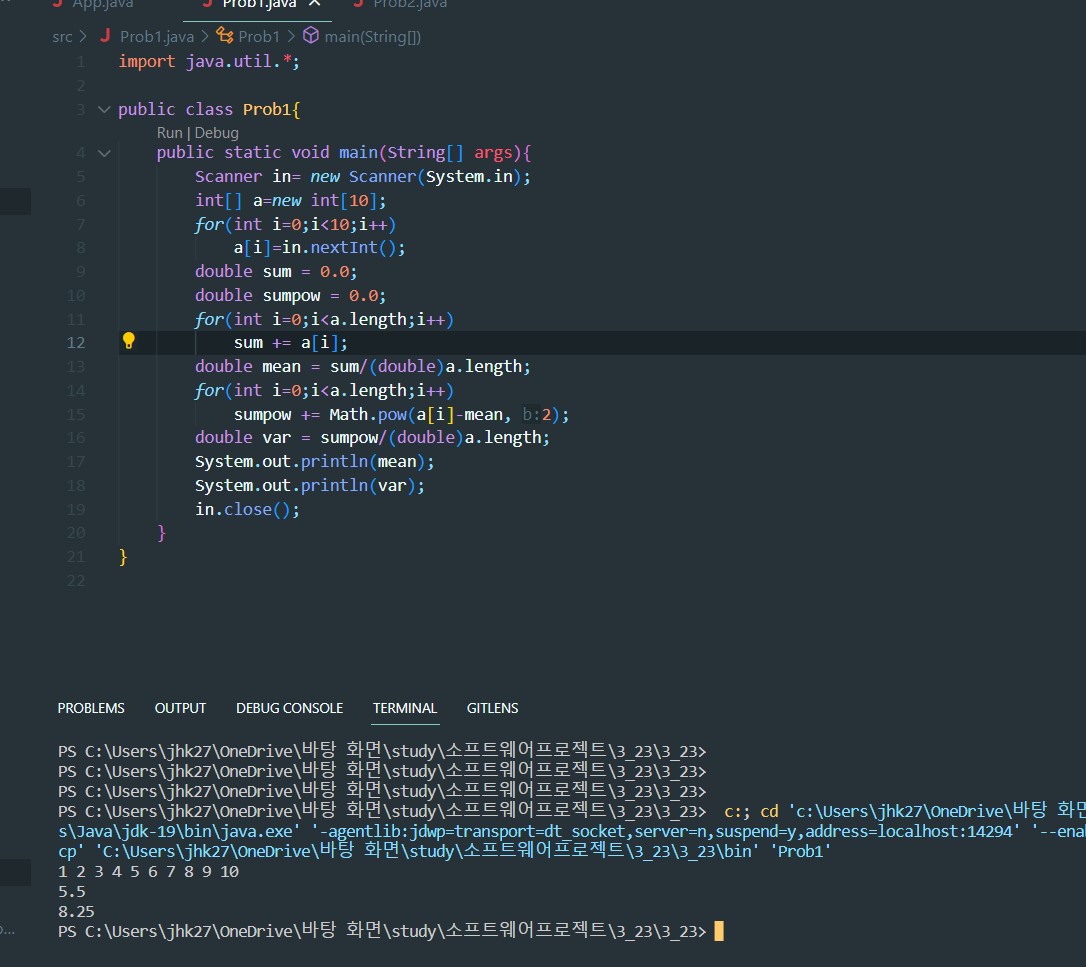 App.java Prob1.java × Prob2.java
src > J Prob1.java > Prob1 > main(String[])
1 import java.util.*;
2
3 public class Prob1{
Run | Debug
4 public static void main(String[] args){
5 Scanner in= new Scanner(System.in);
6 int[] a=new int[10];
7 for(int i=0;i<10;i++)
8 a[i]=in.nextInt();
9 double sum = 0.0;
10 double sumpow = 0.0;
11 for(int i=0;i<a.length;i++)
12 sum += a[i];
13 double mean = sum/(double)a.length;
14 for(int i=0;i<a.length;i++)
15 sumpow += Math.pow(a[i]-mean, b:2);
16 double var = sumpow/(double)a.length;
17 System.out.println(mean);
18 System.out.println(var);
19 in.close();
20 }
21 }
22
PROBLEMS OUTPUT DEBUG CONSOLE TERMINAL GITLENS
PS C:\Users\jhk27\OneDrive\바탕 화면\study\소프트웨어프로젝트\3_23\3_23>
PS C:\Users\jhk27\OneDrive\바탕 화면\study\소프트웨어프로젝트\3_23\3_23>
PS C:\Users\jhk27\OneDrive\바탕 화면\study\소프트웨어프로젝트\3_23\3_23>
PS C:\Users\jhk27\OneDrive\바탕 화면\study\소프트웨어프로젝트\3_23\3_23> c:; cd 'c:\Users\jhk27\OneDrive\바탕 화면
s\Java\jdk-19\bin\java.exe' '-agentlib:jdwp=transport=dt_socket,server=n,suspend=y,address=localhost:14294' '--enab
cp' 'C:\Users\jhk27\OneDrive\바탕 화면\study\소프트웨어프로젝트\3_23\3_23\bin' 'Prob1'
1 2 3 4 5 6 7 8 9 10
5.5
8.25
PS C:\Users\jhk27\OneDrive\바탕 화면\study\소프트웨어프로젝트\3_23\3_23>